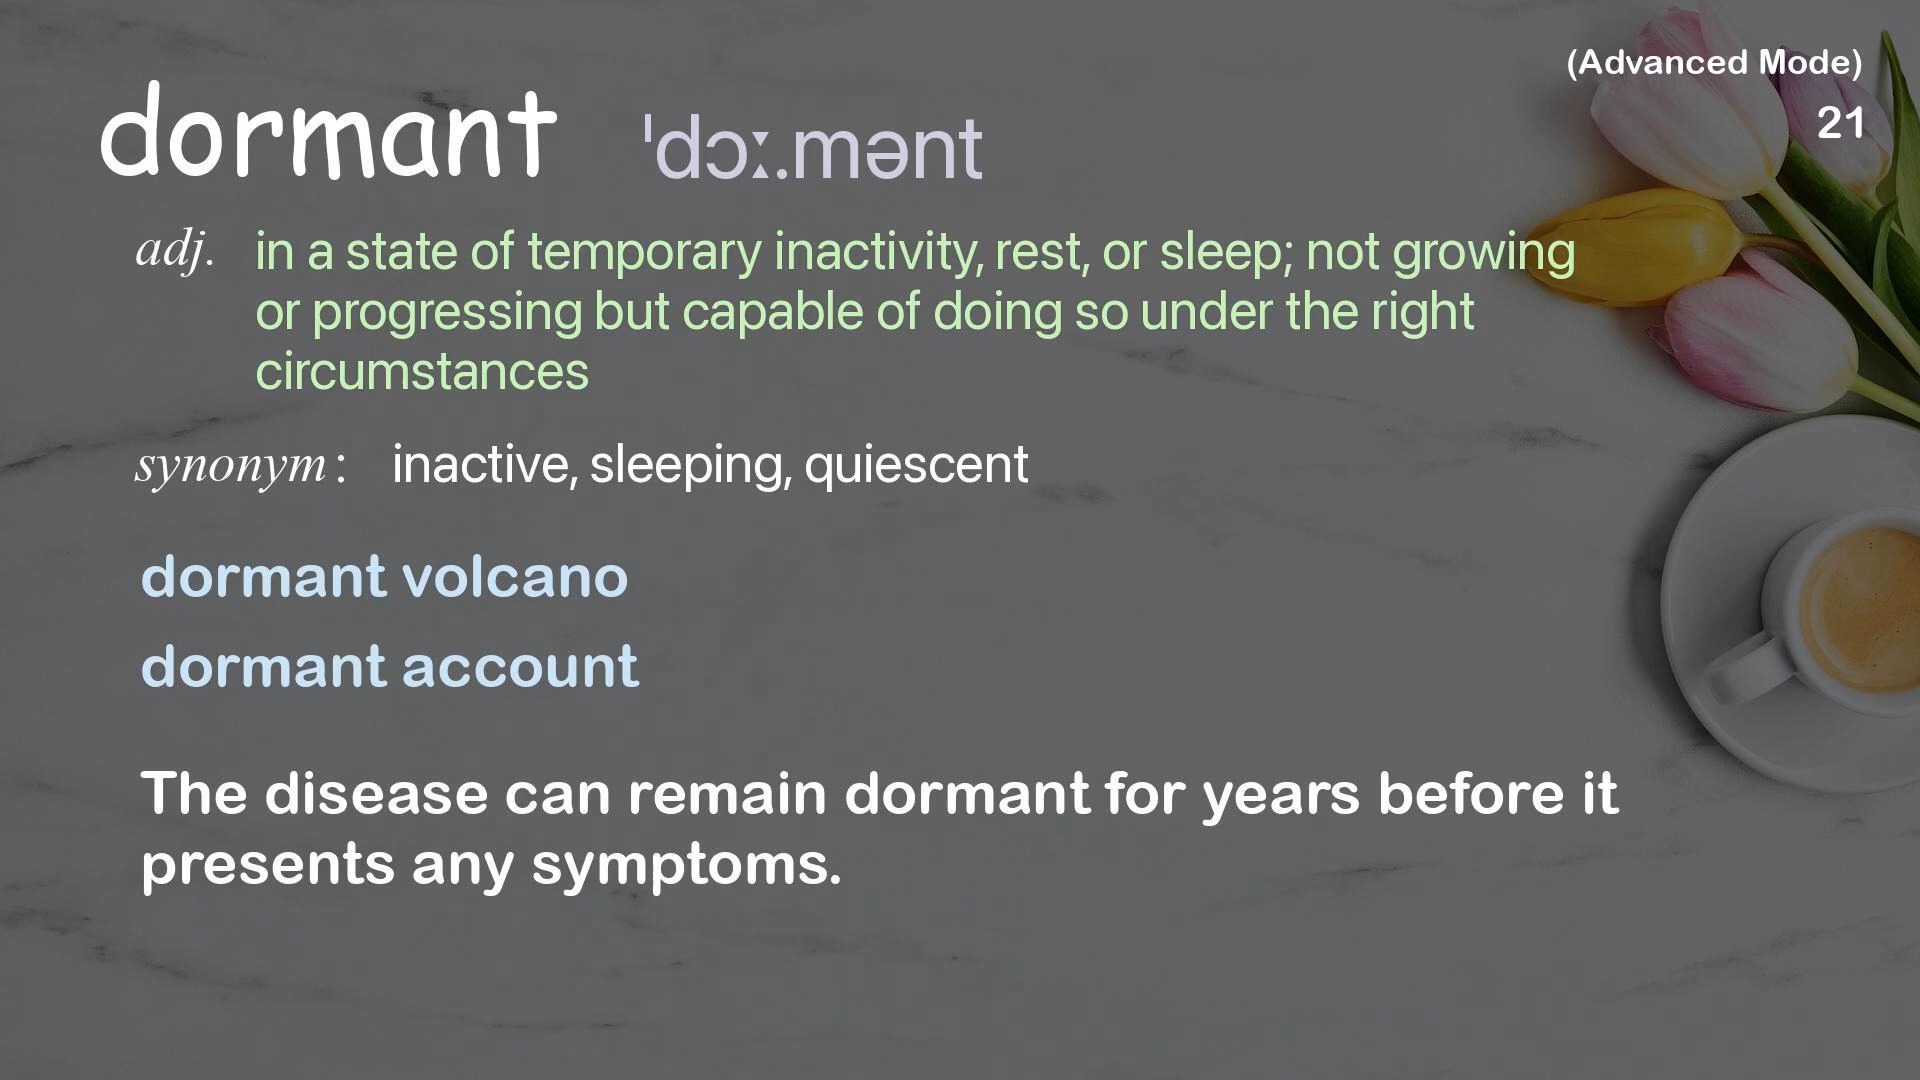 (Advanced Mode)
21
dormant ˈdɔː.mənt
adj. in a state of temporary inactivity, rest, or sleep; not growing
or progressing but capable of doing so under the right
circumstances
synonym: inactive, sleeping, quiescent
dormant volcano
dormant account
The disease can remain dormant for years before it
presents any symptoms.